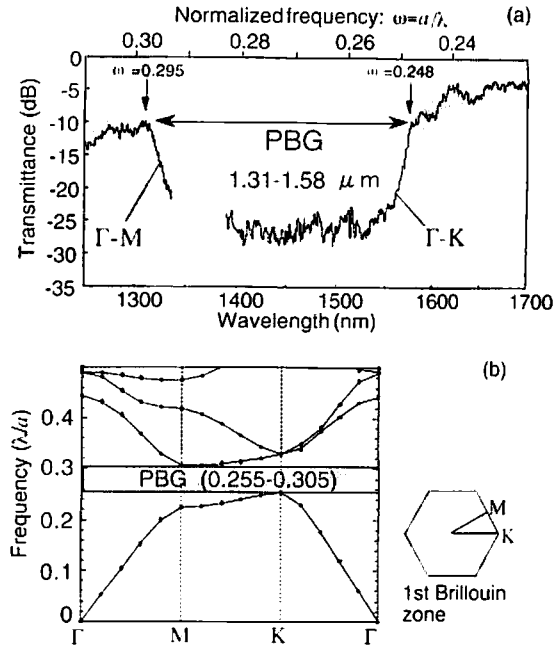 Normalized frequency: ω=a/λ (a)
0.30 0.28 0.26 0.24
0
-5
-10
-15
-20
-25
-30
-35
Transmittance (dB)
ω=0.295
ω=0.248
PBG
1.31-1.58 μm
Γ-M
Γ-K
1300 1400 1500 1600 1700
Wavelength (nm)
(b)
Frequency (λ/a)
0.4
0.3
0.2
0.1
0
PBG (0.255-0.305)
Γ M K Γ
M
K
1st Brillouin
zone